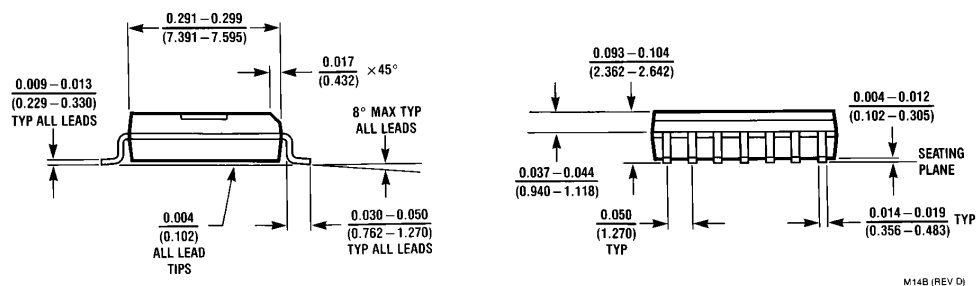 0.291 – 0.299
(7.391 – 7.595)
0.017
(0.432)
×45°
0.009 – 0.013
(0.229 – 0.330)
TYP ALL LEADS
8° MAX TYP
ALL LEADS
0.004
(0.102)
ALL LEAD
TIPS
0.030 – 0.050
(0.762 – 1.270)
TYP ALL LEADS
0.093 – 0.104
(2.362 – 2.642)
0.004 – 0.012
(0.102 – 0.305)
SEATING
PLANE
0.037 – 0.044
(0.940 – 1.118)
0.050
(1.270)
TYP
0.014 – 0.019
(0.356 – 0.483)
TYP
M14B (REV D)